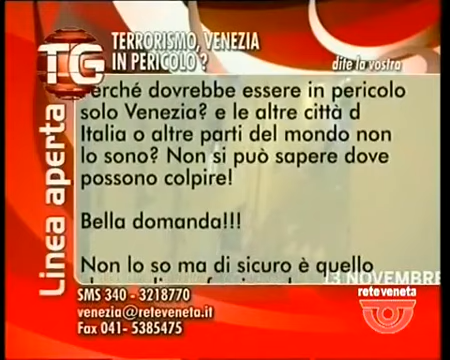 TERRORISMO, VENEZIA
IN PERICOLO ?
dite la vostra
TG
Linea aperta
Perché dovrebbe essere in pericolo
solo Venezia? e le altre città d
Italia o altre parti del mondo non
lo sono? Non si può sapere dove
possono colpire!
Bella domanda!!!
Non lo so ma di sicuro è quello
13 NOVEMBRE
SMS 340 - 3218770
venezia@reteveneta.it
Fax 041- 5385475
reteveneta